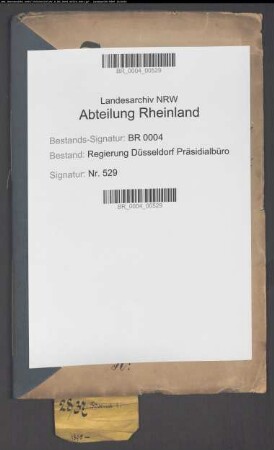 BR_0004_00529
Landesarchiv NRW
Abteilung Rheinland
Bestands-Signatur: BR 0004
Bestand: Regierung Düsseldorf Präsidialbüro
Signatur: Nr. 529
BR_0004_00529